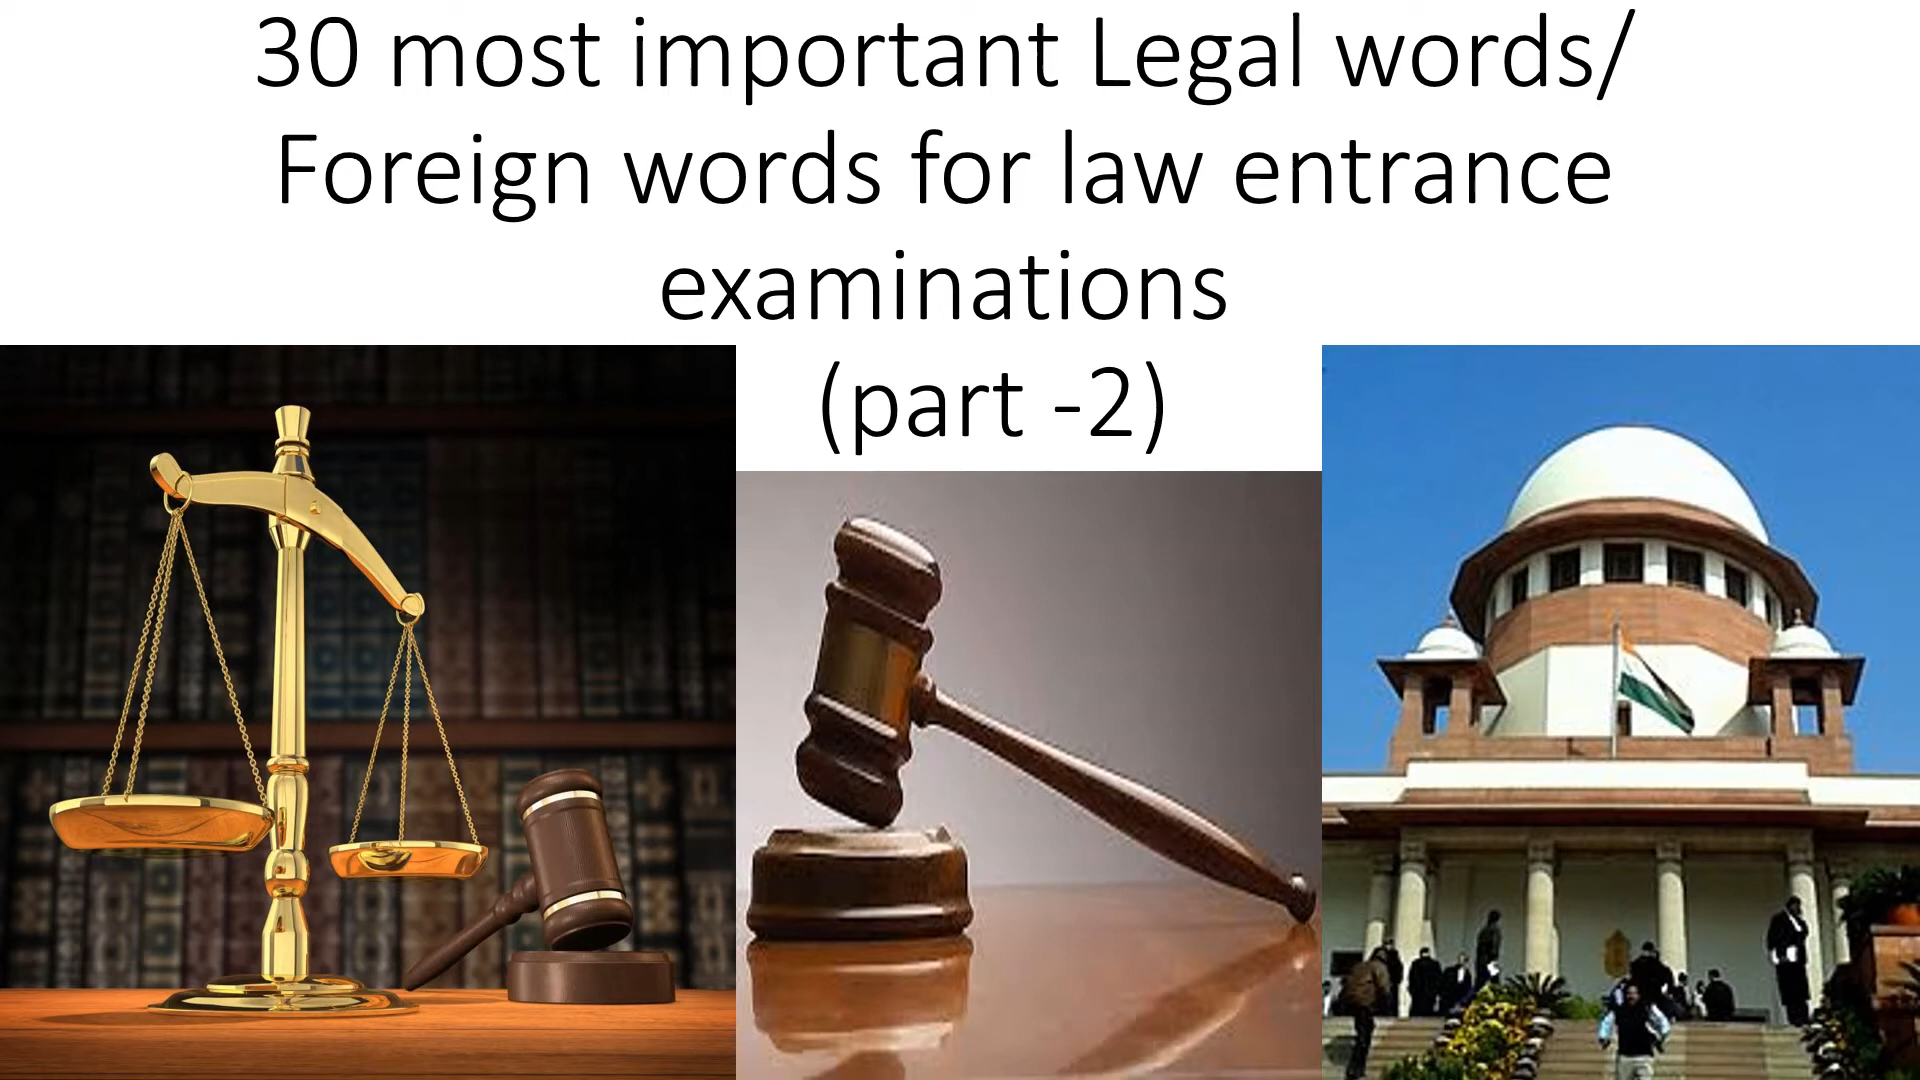 30 most important Legal words/
Foreign words for law entrance
examinations
(part -2)